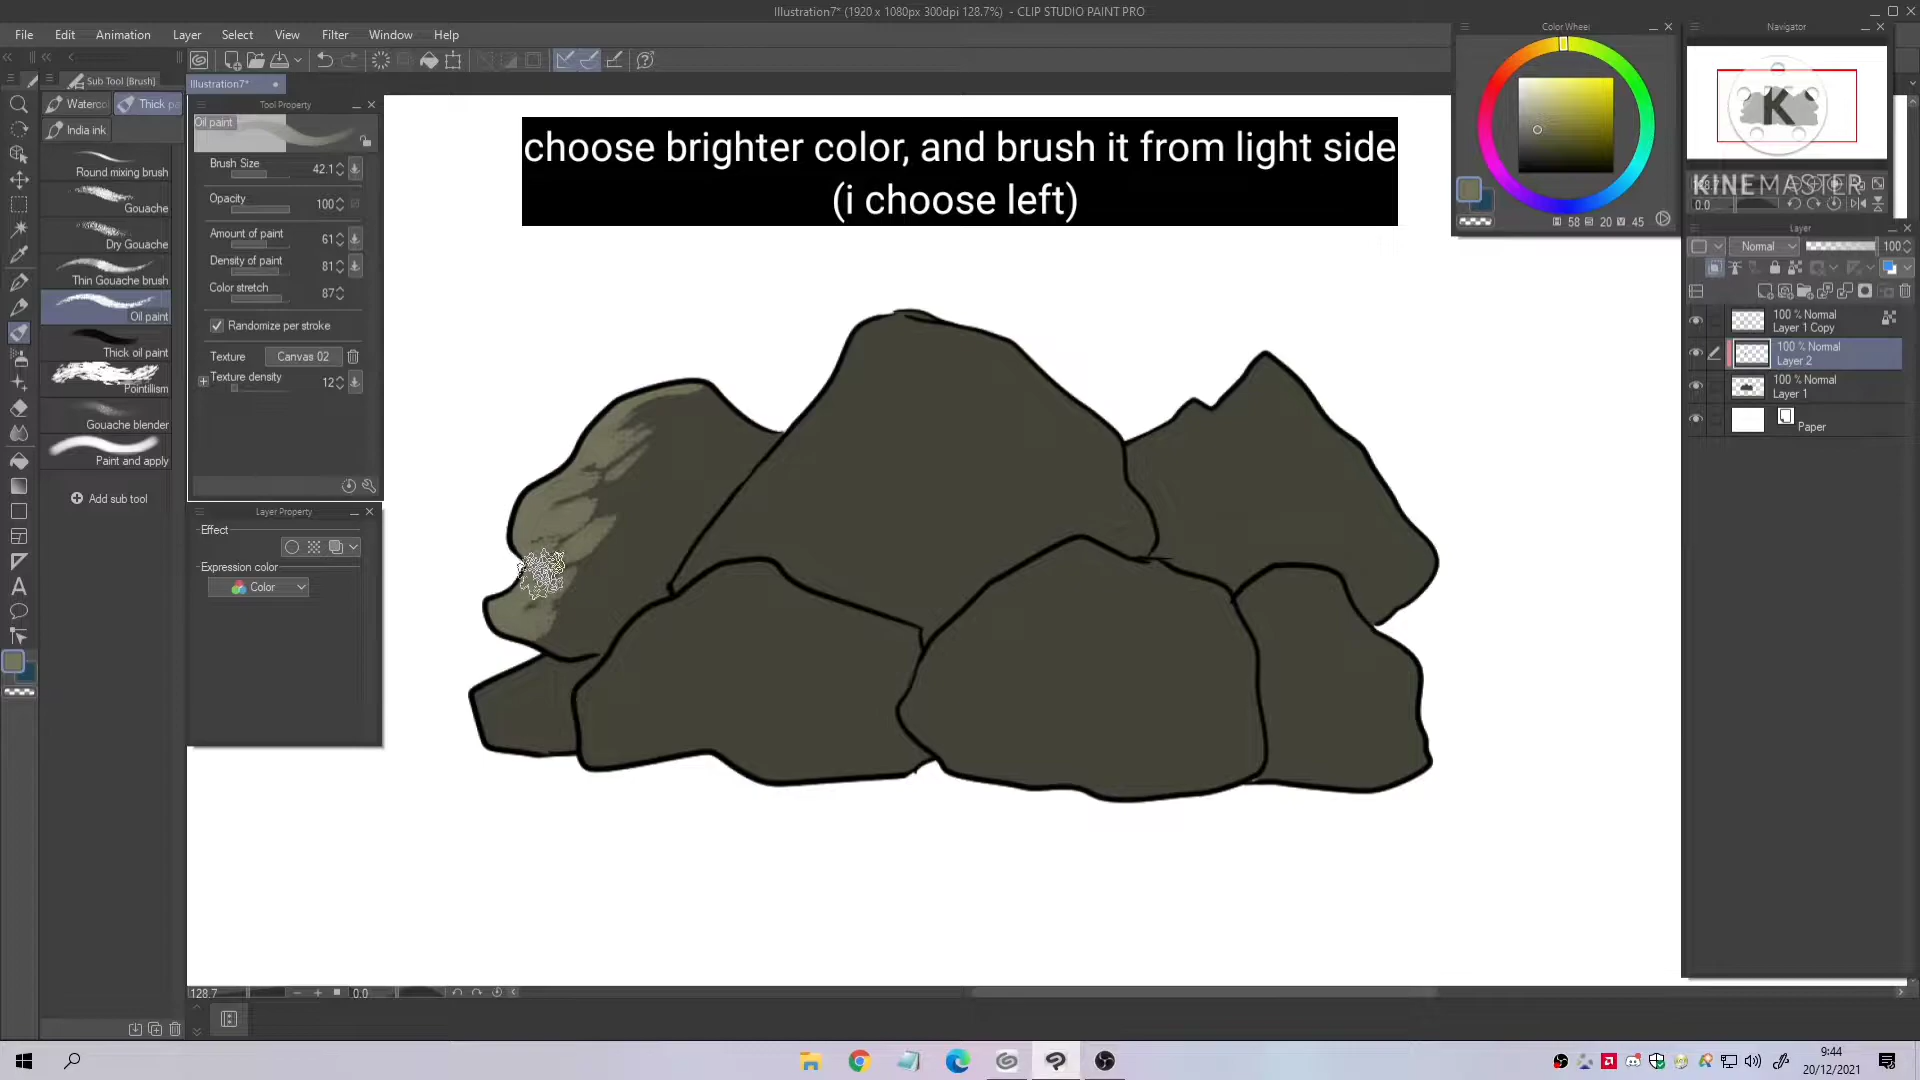 Illustration7* (1920 x 1080px 300dpi 128.7%) - CLIP STUDIO PAINT PRO
File Edit Animation Layer Select View Filter Window Help
Sub Tool (Brush)
Illustration7*
Thick pa
India ink
Round mixing brush
Gouache
Dry Gouache
Thin Gouache brush
Oil paint
Thick oil paint
Pointillism
Gouache blender
Paint and apply
Add sub tool
Tool Property
Oil paint
Brush Size 42.1
Opacity 100
Amount of paint 61
Density of paint 81
Color stretch 87
Randomize per stroke
Texture Canvas 02
Texture density 12
Layer Property
Effect
Expression color
Color
choose brighter color, and brush it from light side
(i choose left)
Color Wheel
58 20 45
Navigator
K
KINEMASTER
0.0
Layer
Normal 100
100 % Normal
Layer 1 Copy
100 % Normal
Layer 2
100 % Normal
Layer 1
Paper
128.7 0.0
9:44
20/12/2021